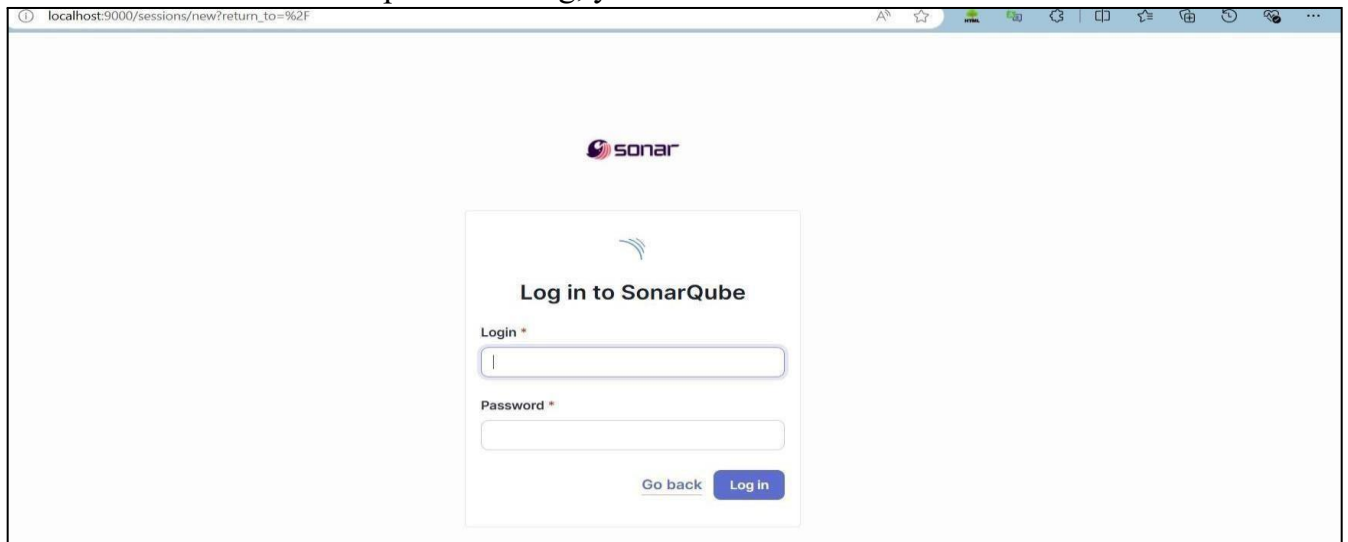 localhost:9000/sessions/new?return_to=%2F
sonar
Log in to SonarQube
Login *
Password *
Go back Log in